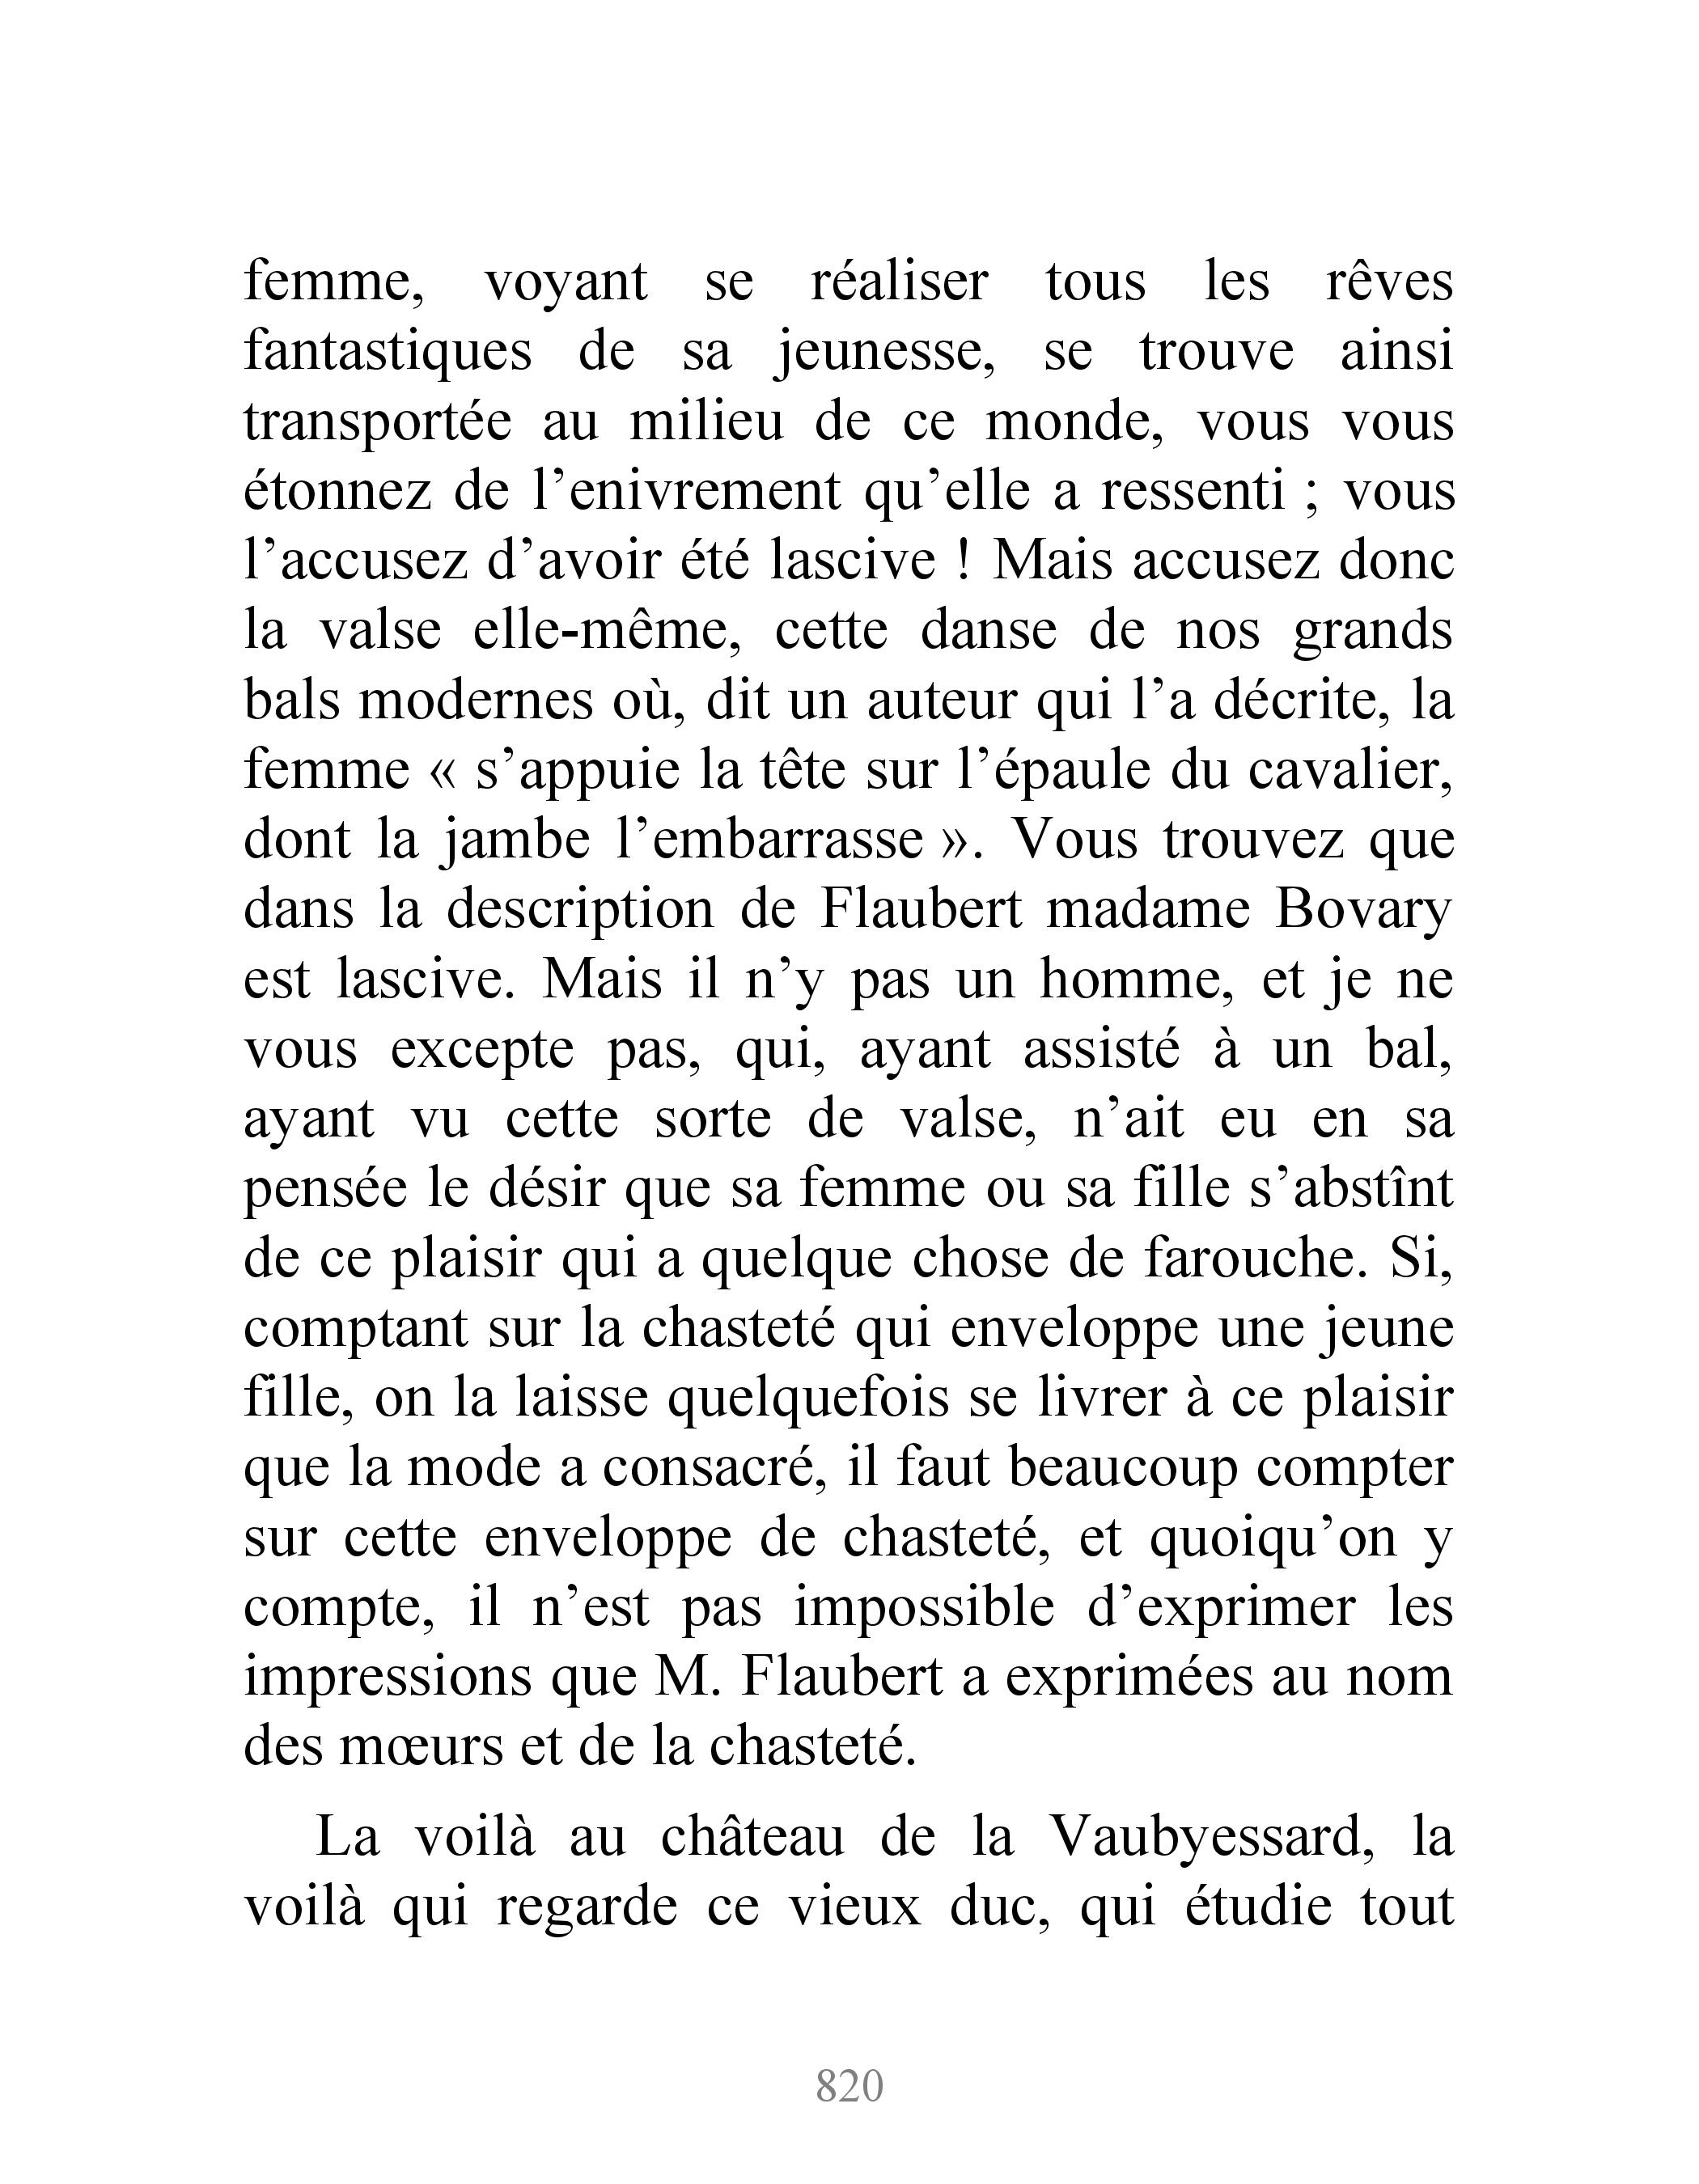 femme, voyant se réaliser tous les rêves
fantastiques de sa jeunesse, se trouve ainsi
transportée au milieu de ce monde, vous vous
étonnez de l’enivrement qu’elle a ressenti ; vous
l’accusez d’avoir été lascive ! Mais accusez donc
la valse elle-même, cette danse de nos grands
bals modernes où, dit un auteur qui l’a décrite, la
femme « s’appuie la tête sur l’épaule du cavalier,
dont la jambe l’embarrasse ». Vous trouvez que
dans la description de Flaubert madame Bovary
est lascive. Mais il n’y pas un homme, et je ne
vous excepte pas, qui, ayant assisté à un bal,
ayant vu cette sorte de valse, n’ait eu en sa
pensée le désir que sa femme ou sa fille s’abstînt
de ce plaisir qui a quelque chose de farouche. Si,
comptant sur la chasteté qui enveloppe une jeune
fille, on la laisse quelquefois se livrer à ce plaisir
que la mode a consacré, il faut beaucoup compter
sur cette enveloppe de chasteté, et quoiqu’on y
compte, il n’est pas impossible d’exprimer les
impressions que M. Flaubert a exprimées au nom
des mœurs et de la chasteté.
La voilà au château de la Vaubyessard, la
voilà qui regarde ce vieux duc, qui étudie tout
820